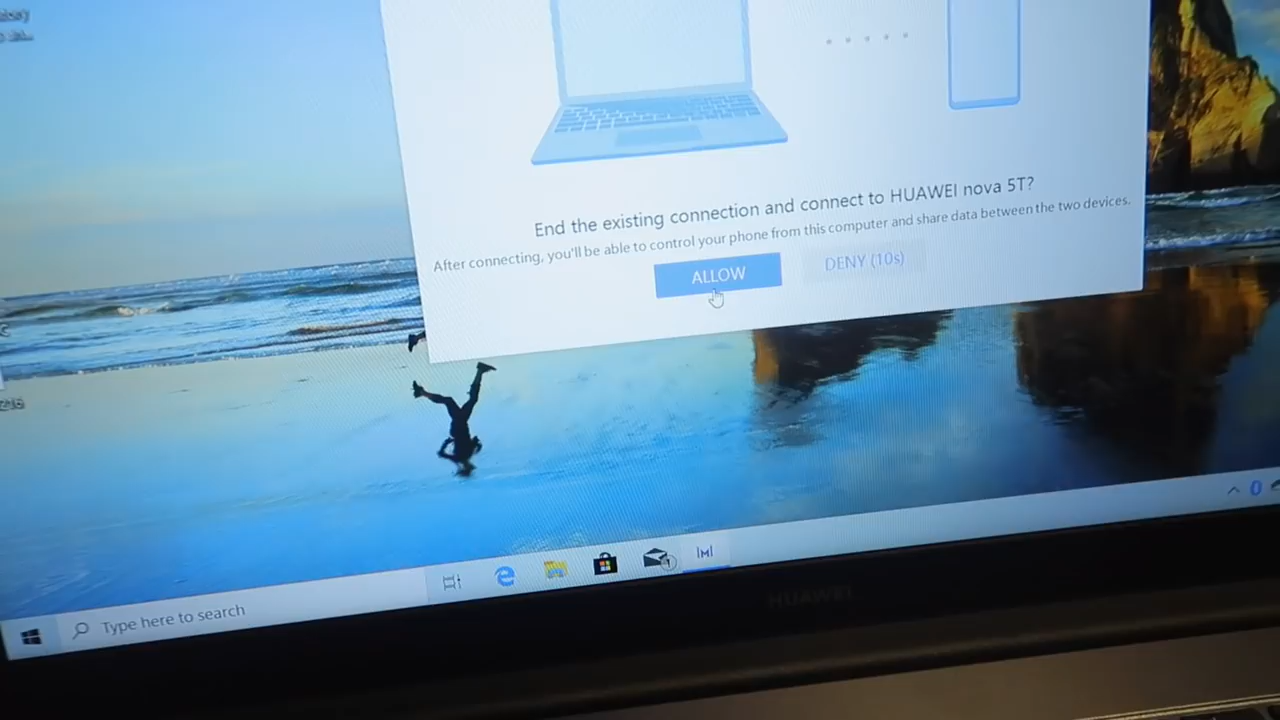 End the existing connection and connect to HUAWEI nova 5T?
After connecting, you'll be able to control your phone from this computer and share data between the two devices.
ALLOW
DENY (10s)
Type here to search
HUAWEI